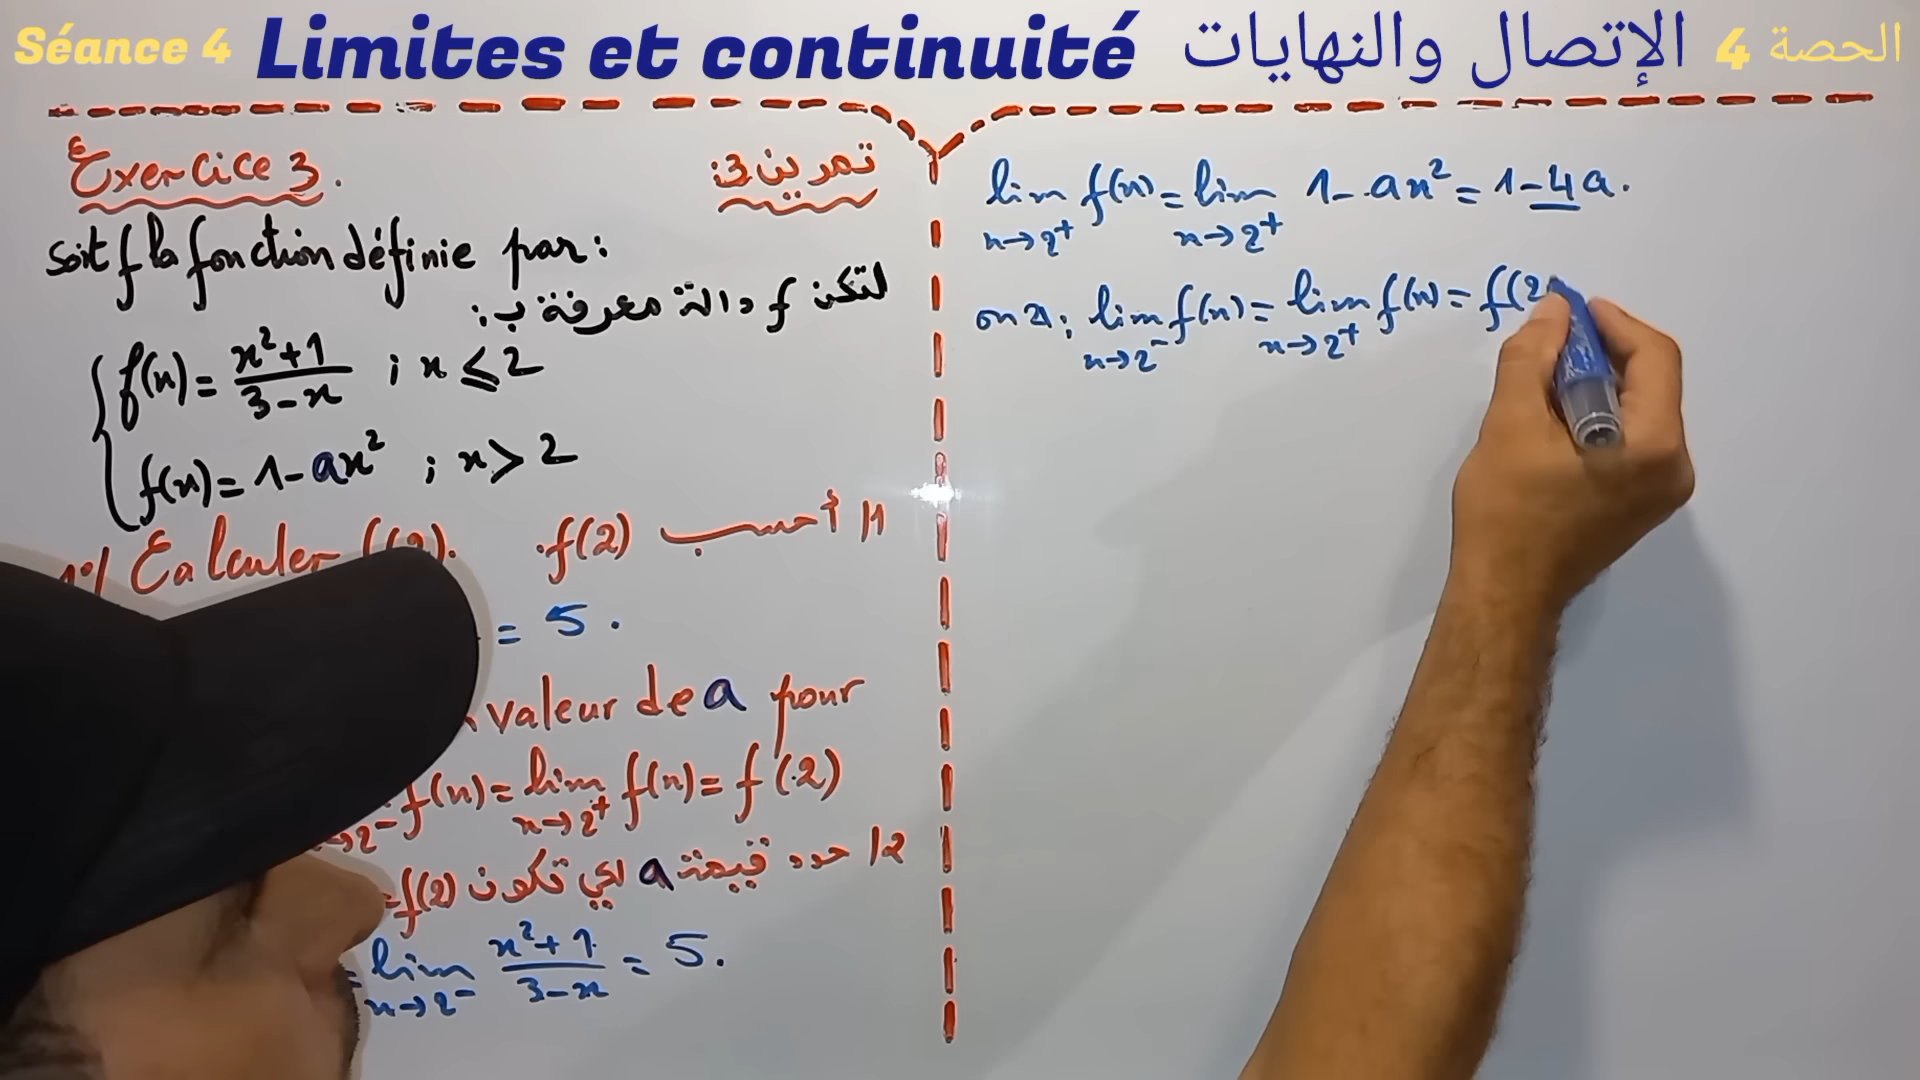 Séance 4 Limites et continuité الإتصال والنهايات الحصة 4
Exercice 3. تمرين 3:
Soit f la fonction définie par:
لتكن f دالة معرفة ب:
f(x) = (x²+1)/(3-x) ; x ≤ 2
f(x) = 1-ax² ; x > 2
1°/ Calculer f(2). 1/ أحسب f(2).
= 5.
valeur de a pour
f(x) = lim x→2⁺ f(x) = f(2)
2/ حدد قيمة a لكي تكون f(2)=
= lim x→2⁻ (x²+1)/(3-x) = 5.
lim x→2⁺ f(x) = lim x→2⁺ 1-ax² = 1-4a.
on a: lim x→2⁻ f(x) = lim x→2⁺ f(x) = f(2